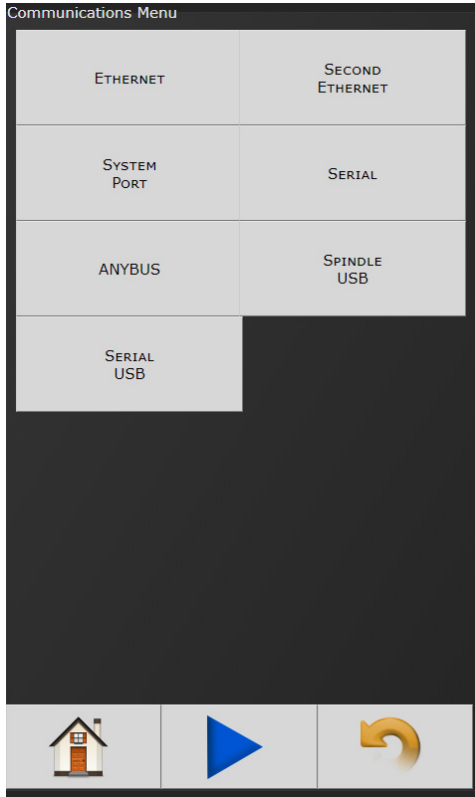 Communications Menu
Ethernet
Second
Ethernet
System
Port
Serial
ANYBUS
Spindle
USB
Serial
USB